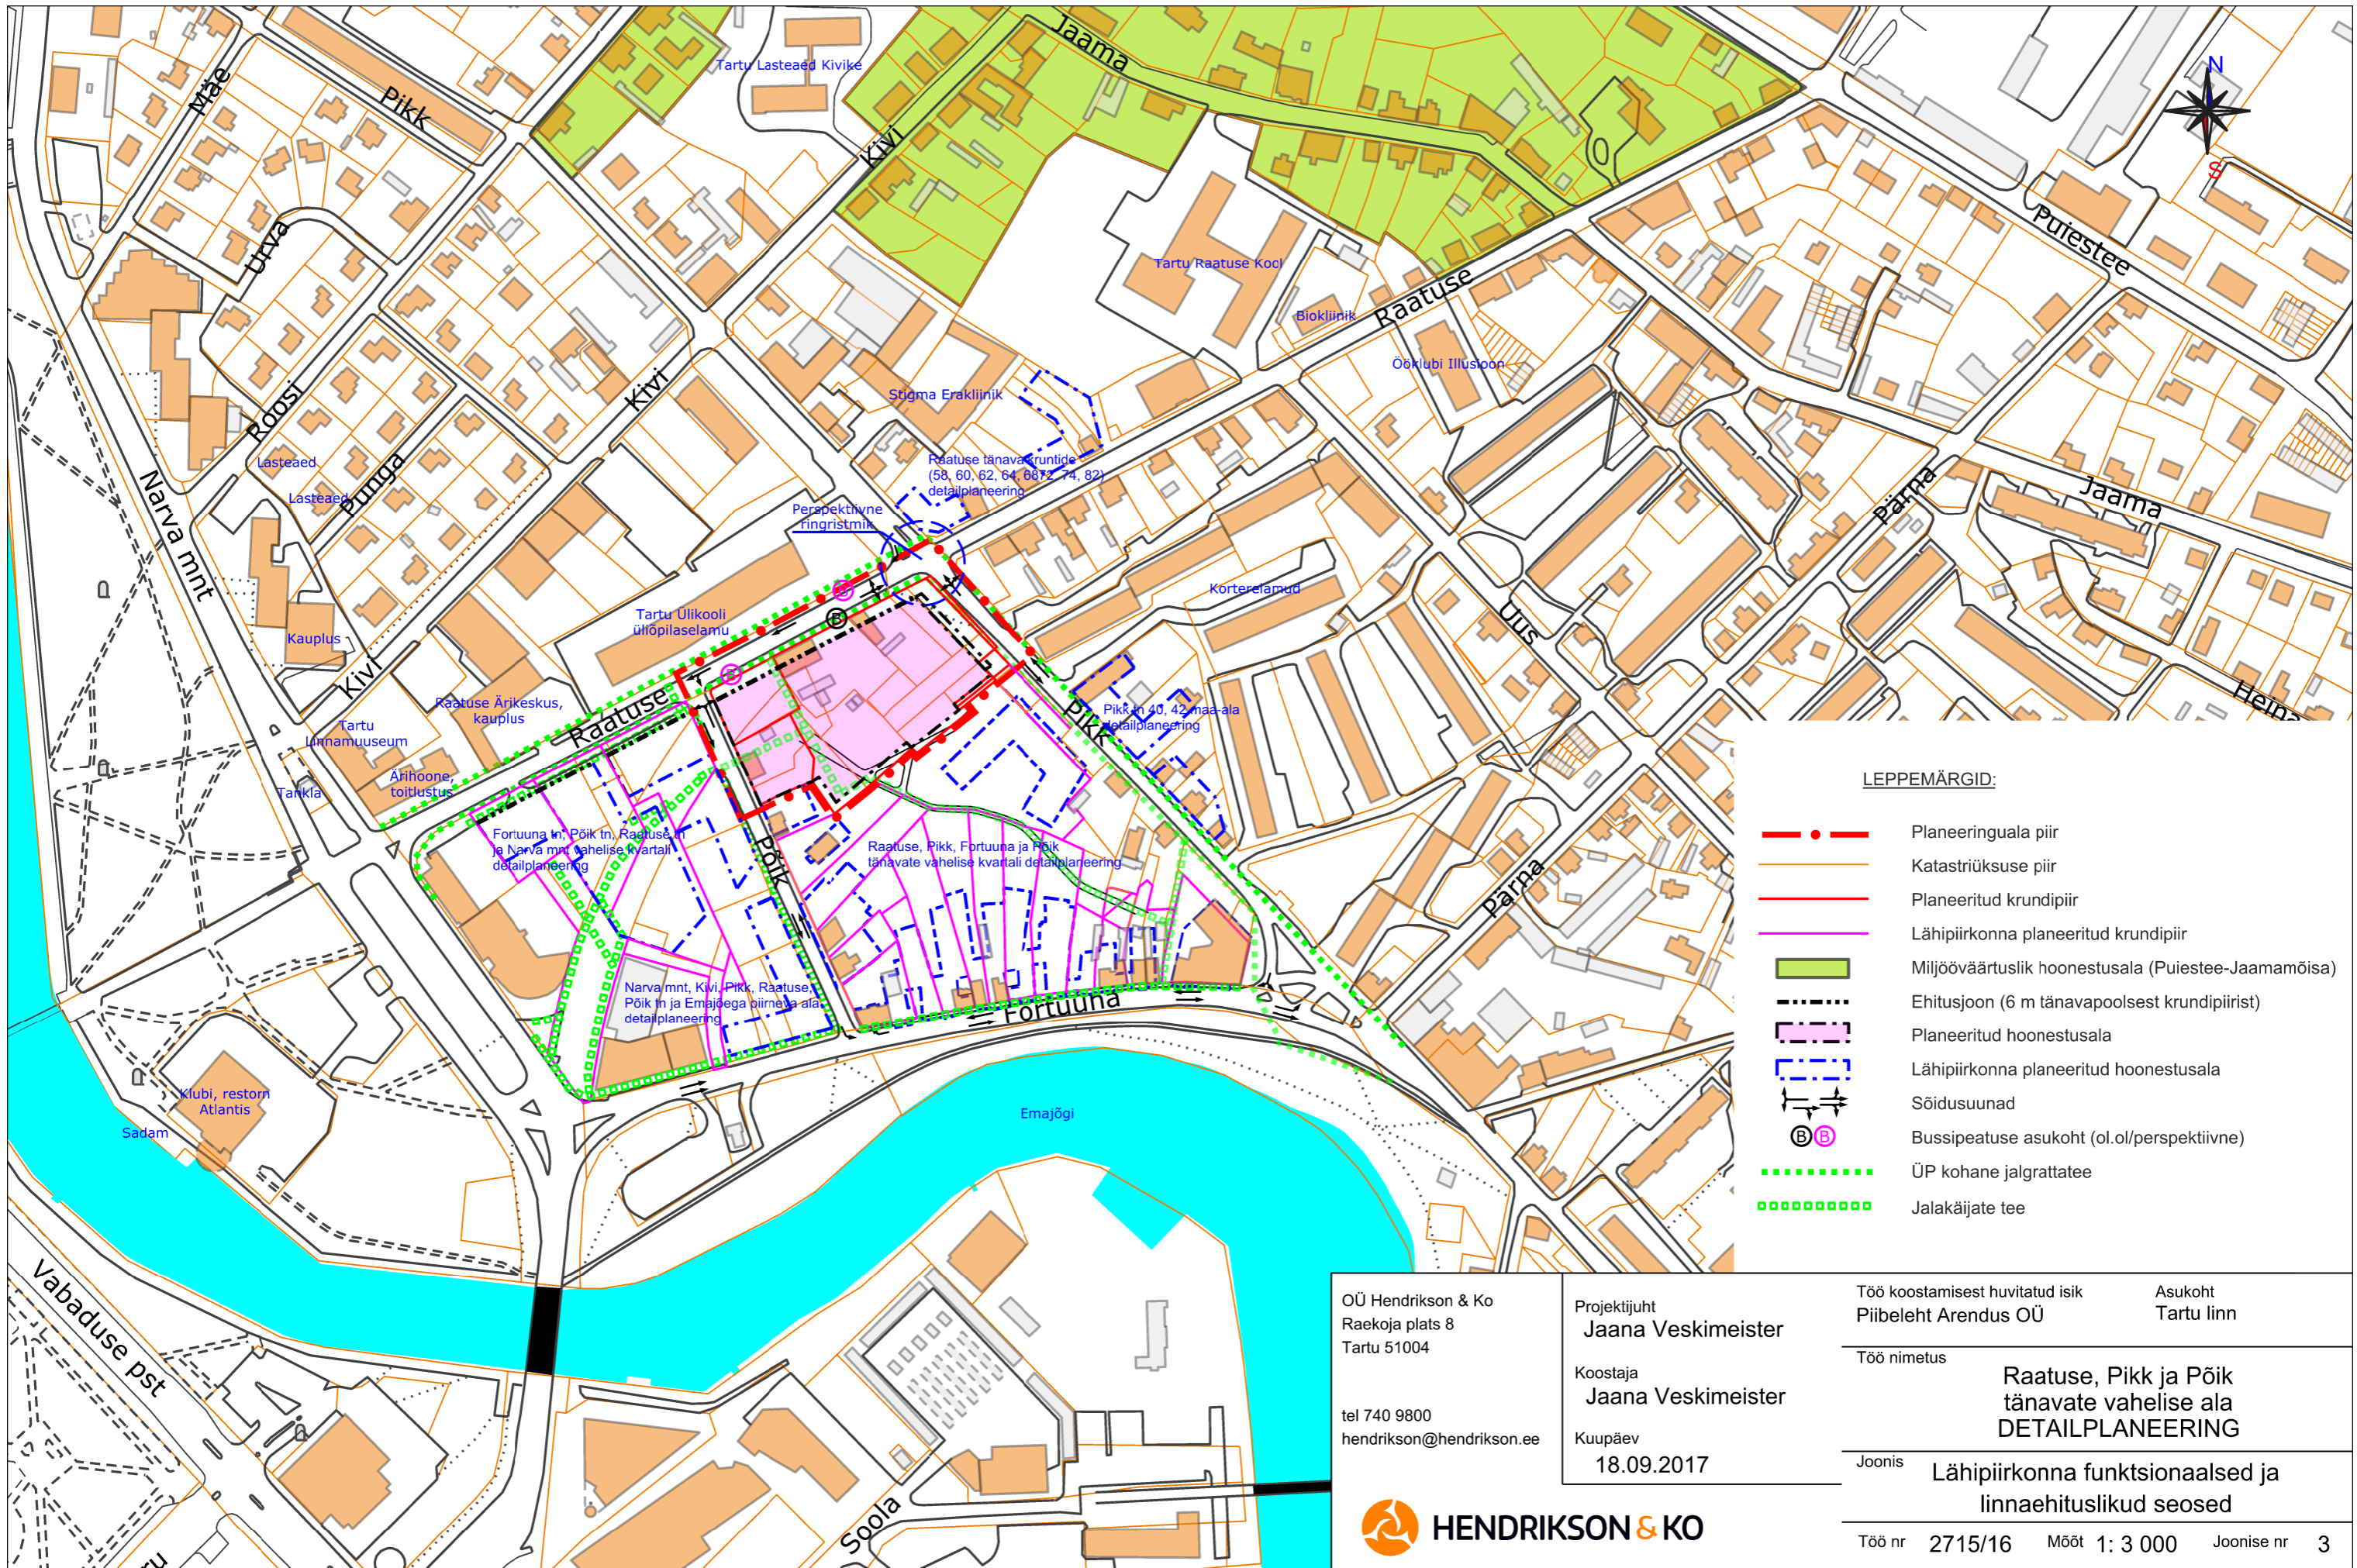 Jaama
N
S
Tartu Lasteaed Kivike
Mäe
Pikk
Kivi
Urva
Puiestee
Tartu Raatuse Kool
Raatuse
Biokliinik
Ööklubi Illusioon
Kivi
Stigma Erakliinik
Roosi
Lasteaed
Lasteaed
Punga
Narva mnt
Raatuse tänava kruntide
(58, 60, 62, 64, 6872, 74, 82)
detailplaneering
Perspektiivne
ringristmik
Pärna
Jaama
B
B
B
Tartu Ülikooli
üliõpilaselamu
Korterelamud
Uus
Kauplus
Kivi
Heina
Raatuse Ärikeskus,
kauplus
Raatuse
Tartu
Linnamuuseum
Ärihoone,
toitlustus
Tankla
Pikk
Pikk tn 40, 42 maa-ala
detailplaneering
Fortuuna tn, Põik tn, Raatuse tn
ja Narva mnt vahelise kvartali
detailplaneering
Põik
Raatuse, Pikk, Fortuuna ja Põik
tänavate vahelise kvartali detailplaneering
Pärna
Narva mnt, Kivi, Pikk, Raatuse,
Põik tn ja Emajõega piirneva ala
detailplaneering
Fortuuna
Klubi, restorn
Atlantis
Sadam
Emajõgi
Vabaduse pst
Soola
ru
LEPPEMÄRGID:
Planeeringuala piir
Katastriüksuse piir
Planeeritud krundipiir
Lähipiirkonna planeeritud krundipiir
Miljööväärtuslik hoonestusala (Puiestee-Jaamamõisa)
Ehitusjoon (6 m tänavapoolsest krundipiirist)
Planeeritud hoonestusala
Lähipiirkonna planeeritud hoonestusala
Sõidusuunad
B B Bussipeatuse asukoht (ol.ol/perspektiivne)
ÜP kohane jalgrattatee
Jalakäijate tee
OÜ Hendrikson & Ko
Raekoja plats 8
Tartu 51004
tel 740 9800
hendrikson@hendrikson.ee
HENDRIKSON & KO
Projektijuht
Jaana Veskimeister
Koostaja
Jaana Veskimeister
Kuupäev
18.09.2017
Töö koostamisest huvitatud isik
Piibeleht Arendus OÜ
Asukoht
Tartu linn
Töö nimetus
Raatuse, Pikk ja Põik
tänavate vahelise ala
DETAILPLANEERING
Joonis
Lähipiirkonna funktsionaalsed ja
linnaehituslikud seosed
Töö nr 2715/16 Mõõt 1: 3 000 Joonise nr 3